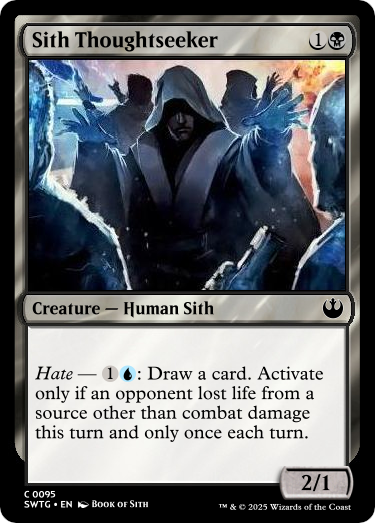 Sith Thoughtseeker 1
Creature — Human Sith
Hate — 1: Draw a card. Activate
only if an opponent lost life from a
source other than combat damage
this turn and only once each turn.
2/1
C 0095
SWTG • EN Book of Sith
™ & © 2025 Wizards of the Coast